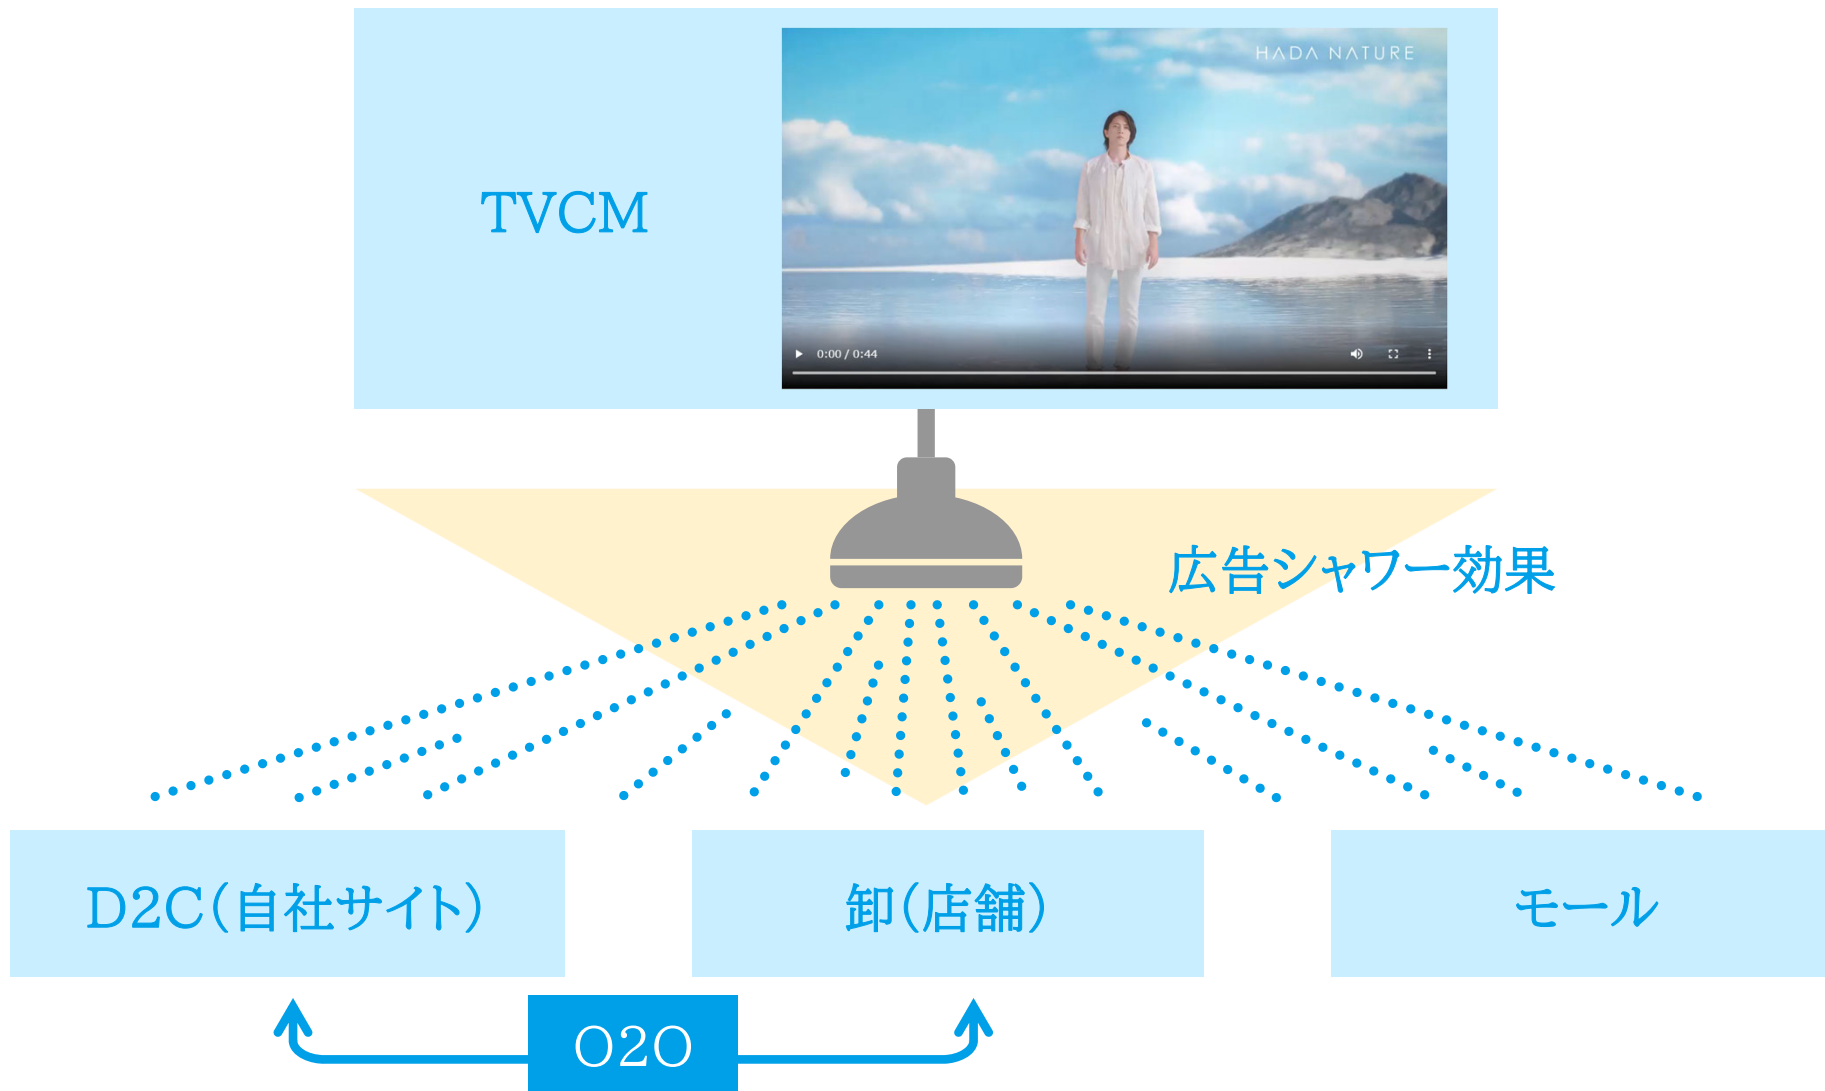 HADA NATURE
TVCM
0:00 / 0:44
広告シャワー効果
D2C（自社サイト）
卸（店舗）
モール
O2O